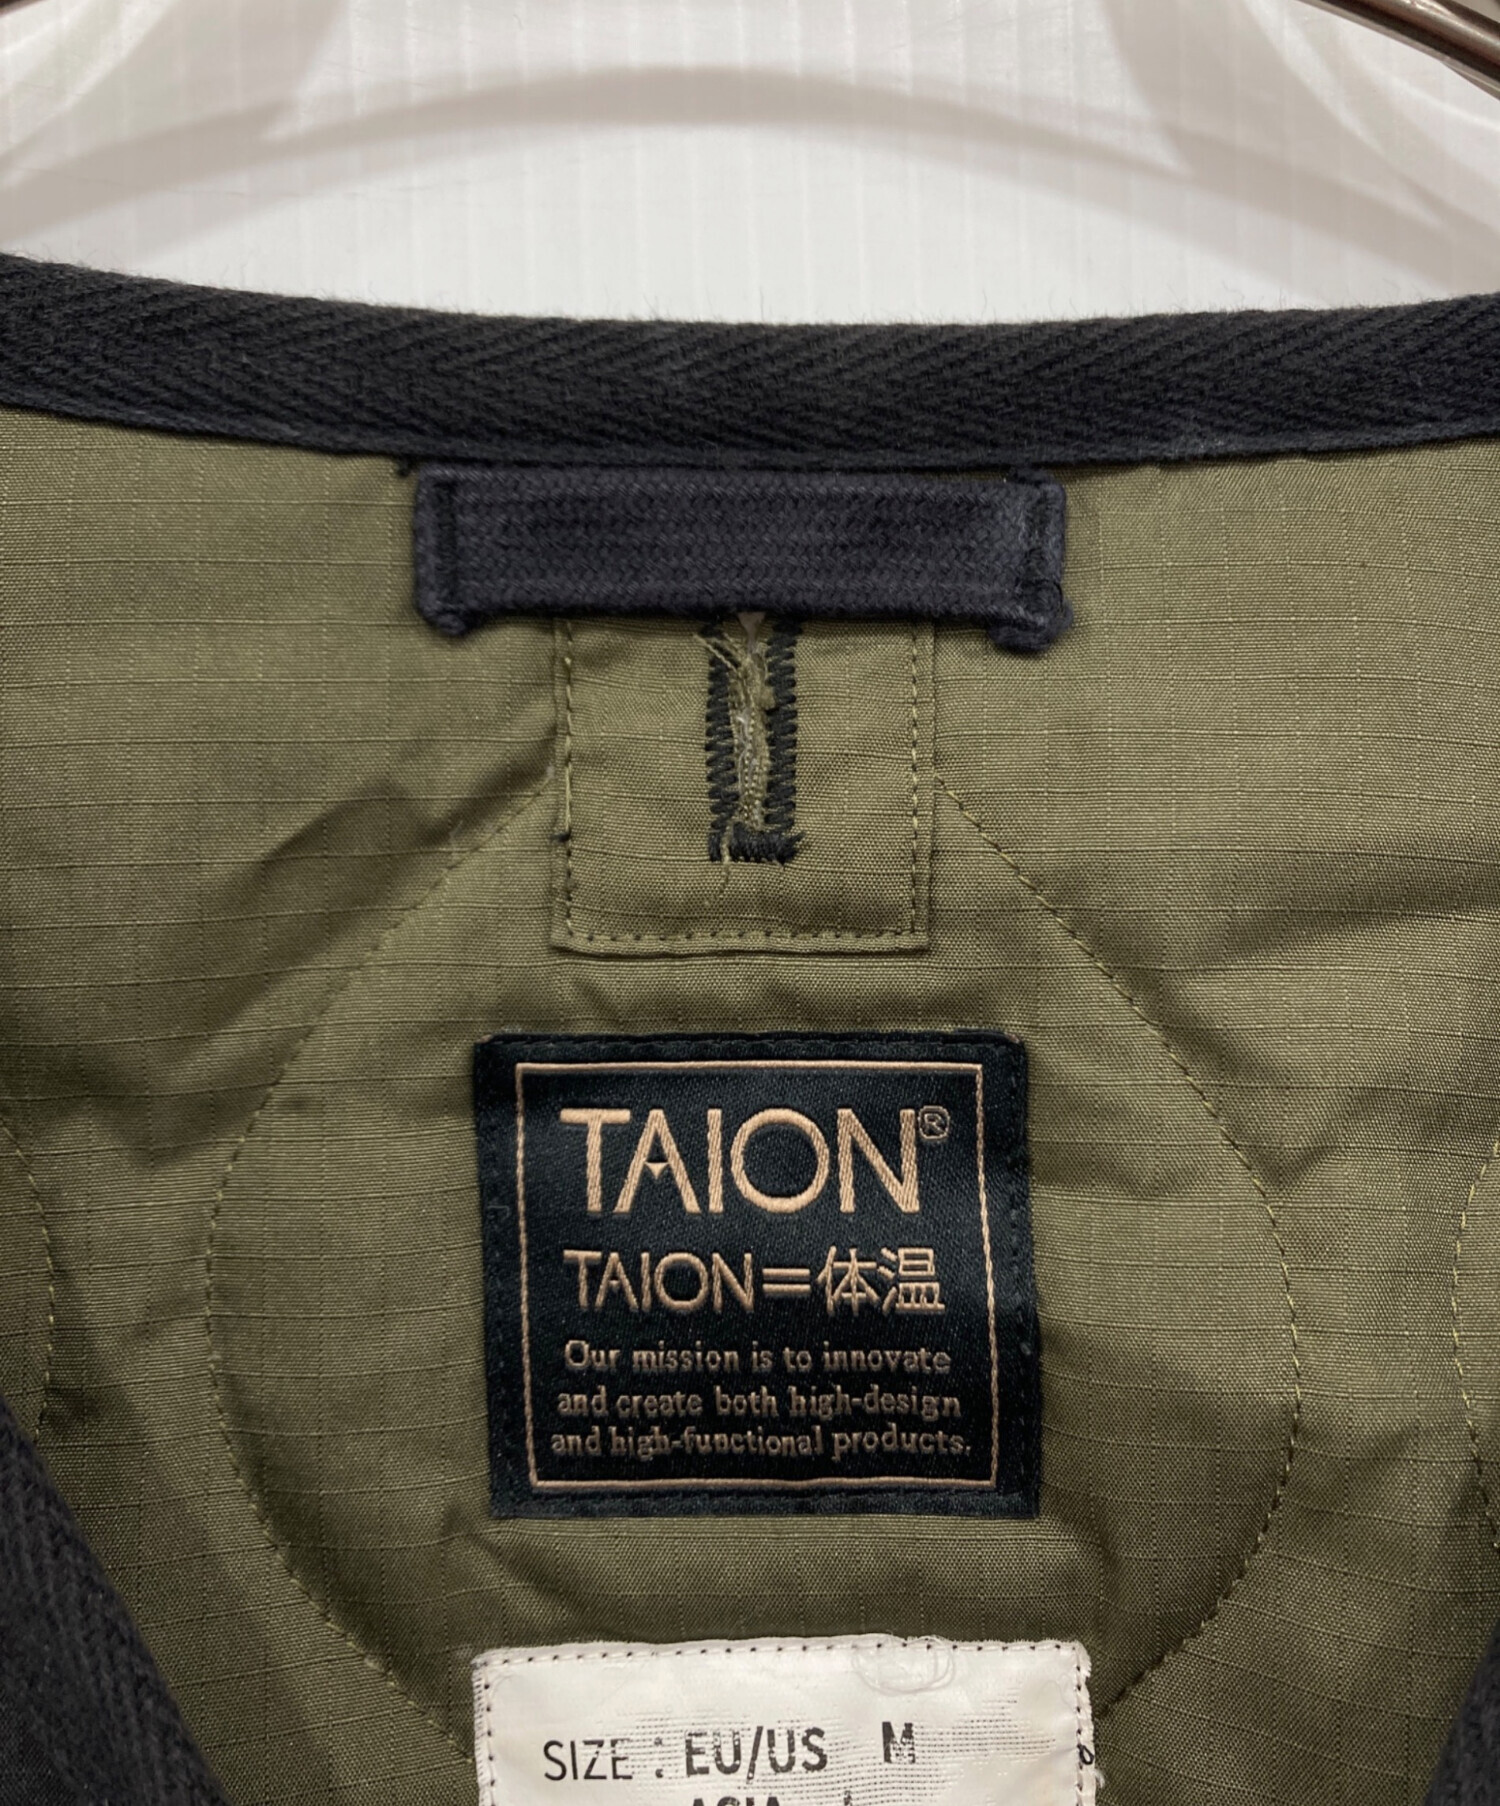 TAION®
TAION=体温
Our mission is to innovate
and create both high-design
and high-functional products.
SIZE : EU/US M
ASIA